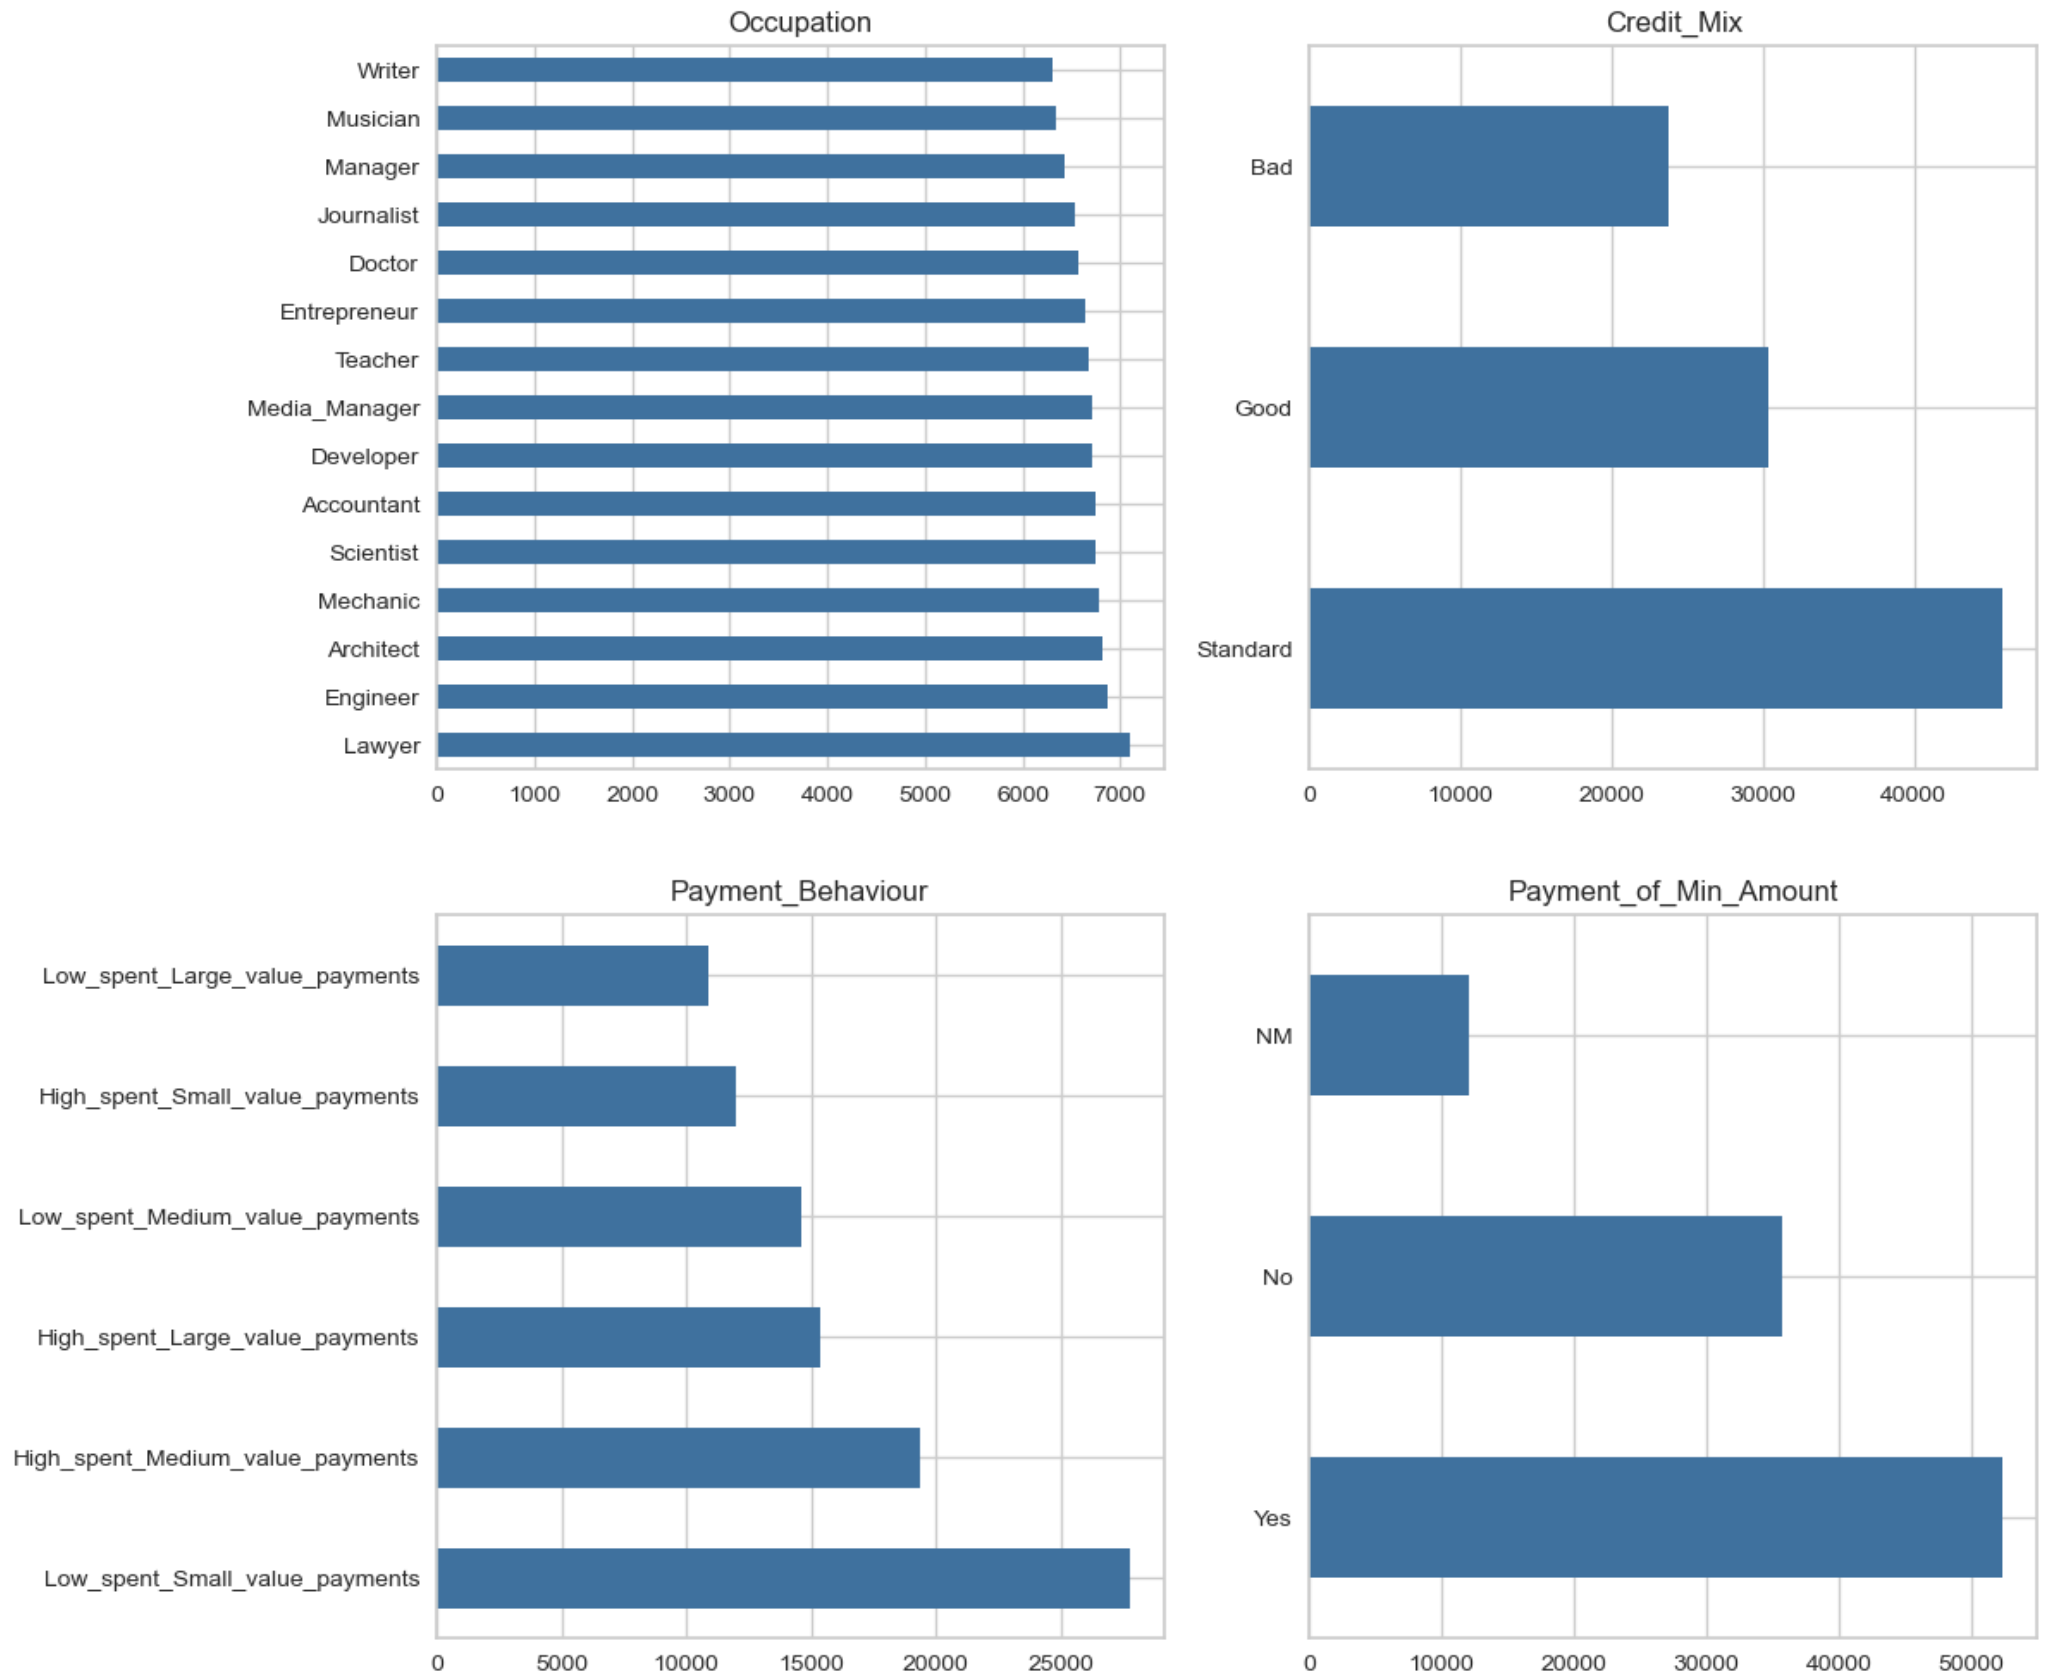 Occupation
Writer
Musician
Manager
Journalist
Doctor
Entrepreneur
Teacher
Media_Manager
Developer
Accountant
Scientist
Mechanic
Architect
Engineer
Lawyer
0 1000 2000 3000 4000 5000 6000 7000
Credit_Mix
Bad
Good
Standard
0 10000 20000 30000 40000
Payment_Behaviour
Low_spent_Large_value_payments
High_spent_Small_value_payments
Low_spent_Medium_value_payments
High_spent_Large_value_payments
High_spent_Medium_value_payments
Low_spent_Small_value_payments
0 5000 10000 15000 20000 25000
Payment_of_Min_Amount
NM
No
Yes
0 10000 20000 30000 40000 50000